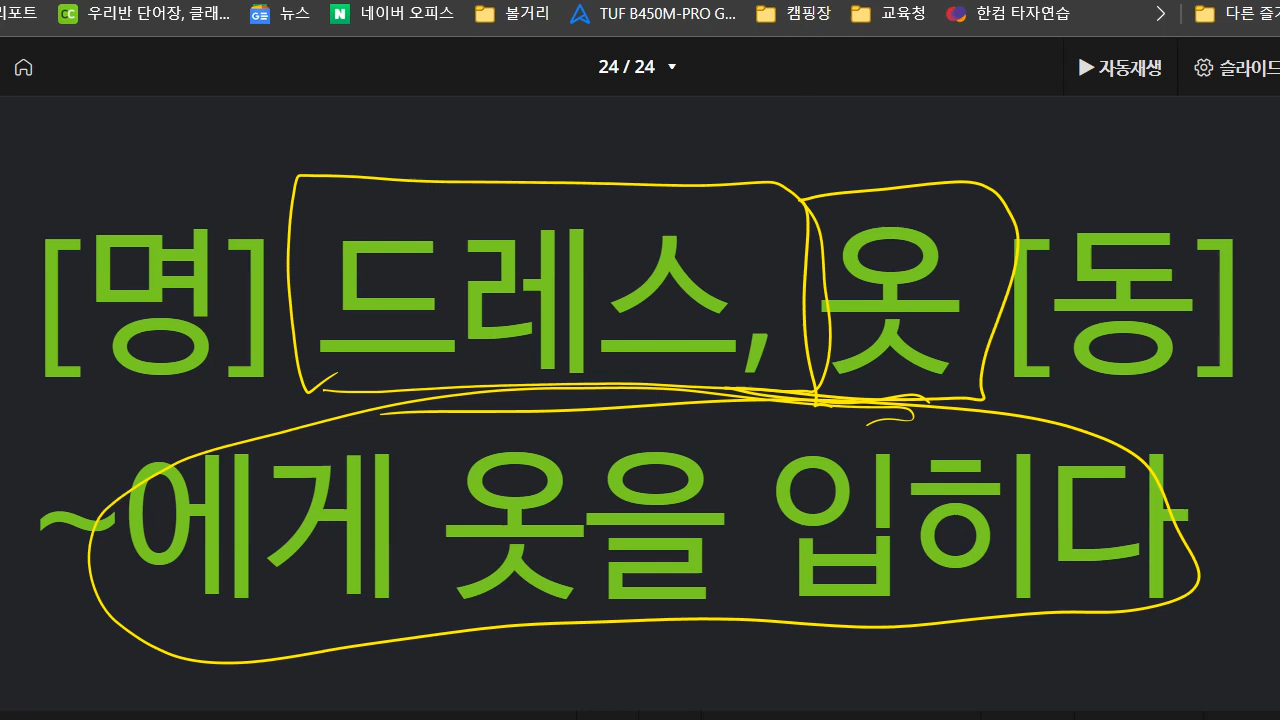 리포트 우리반 단어장, 클래... 뉴스 네이버 오피스 볼거리 TUF B450M-PRO G... 캠핑장 교육청 한컴 타자연습 다른 즐겨
24 / 24 ▶ 자동재생 슬라이드
[명] 드레스, 옷 [동]
~에게 옷을 입히다